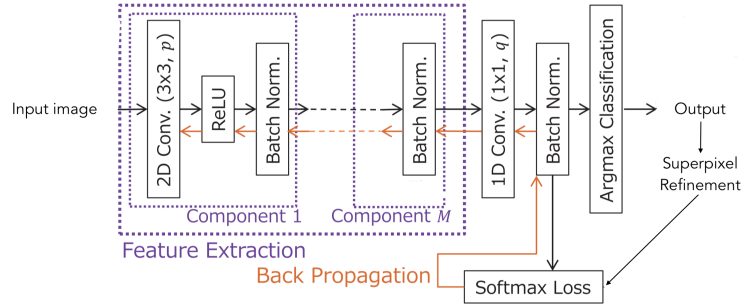 Input image
2D Conv. (3x3, p)
ReLU
Batch Norm.
Batch Norm.
1D Conv. (1x1, q)
Batch Norm.
Argmax Classification
Output
Superpixel
Refinement
Component 1
Component M
Feature Extraction
Back Propagation
Softmax Loss